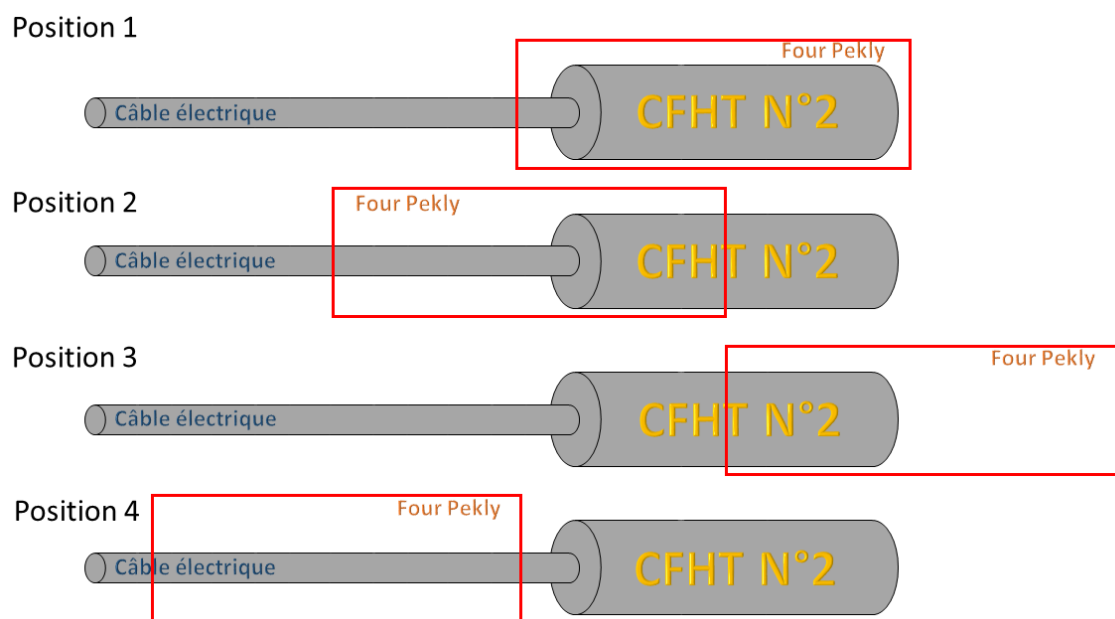 Position 1
Four Pekly
Câble électrique
CFHT N°2
Position 2
Four Pekly
Câble électrique
CFHT N°2
Position 3
Four Pekly
Câble électrique
CFHT N°2
Position 4
Four Pekly
Câble électrique
CFHT N°2